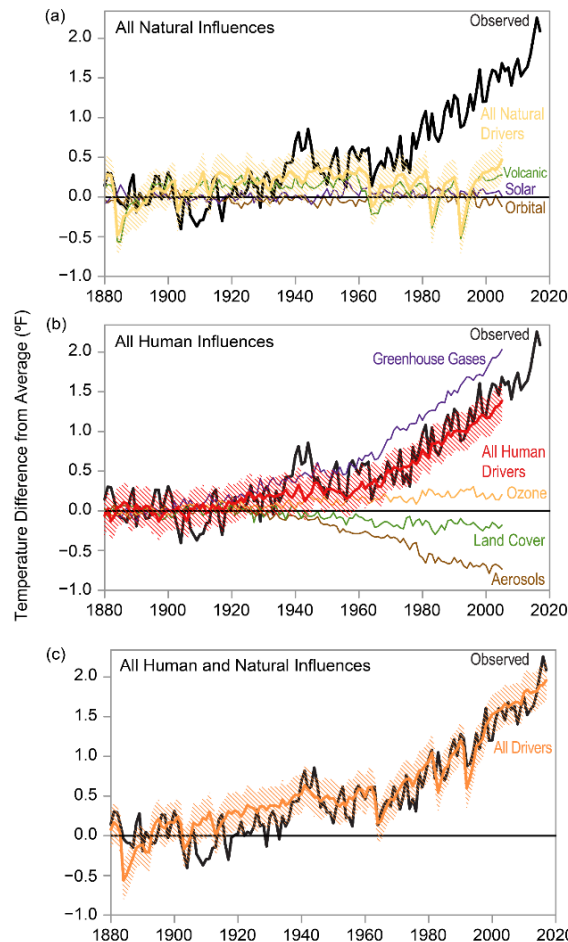 (a)
All Natural Influences
Observed
All Natural
Drivers
Volcanic
Solar
Orbital
2.0
1.5
1.0
0.5
0.0
−0.5
−1.0
1880 1900 1920 1940 1960 1980 2000 2020
Temperature Difference from Average (ºF)
(b)
All Human Influences
Observed
Greenhouse Gases
All Human
Drivers
Ozone
Land Cover
Aerosols
2.0
1.5
1.0
0.5
0.0
−0.5
−1.0
1880 1900 1920 1940 1960 1980 2000 2020
(c)
All Human and Natural Influences
Observed
All Drivers
2.0
1.5
1.0
0.5
0.0
−0.5
−1.0
1880 1900 1920 1940 1960 1980 2000 2020